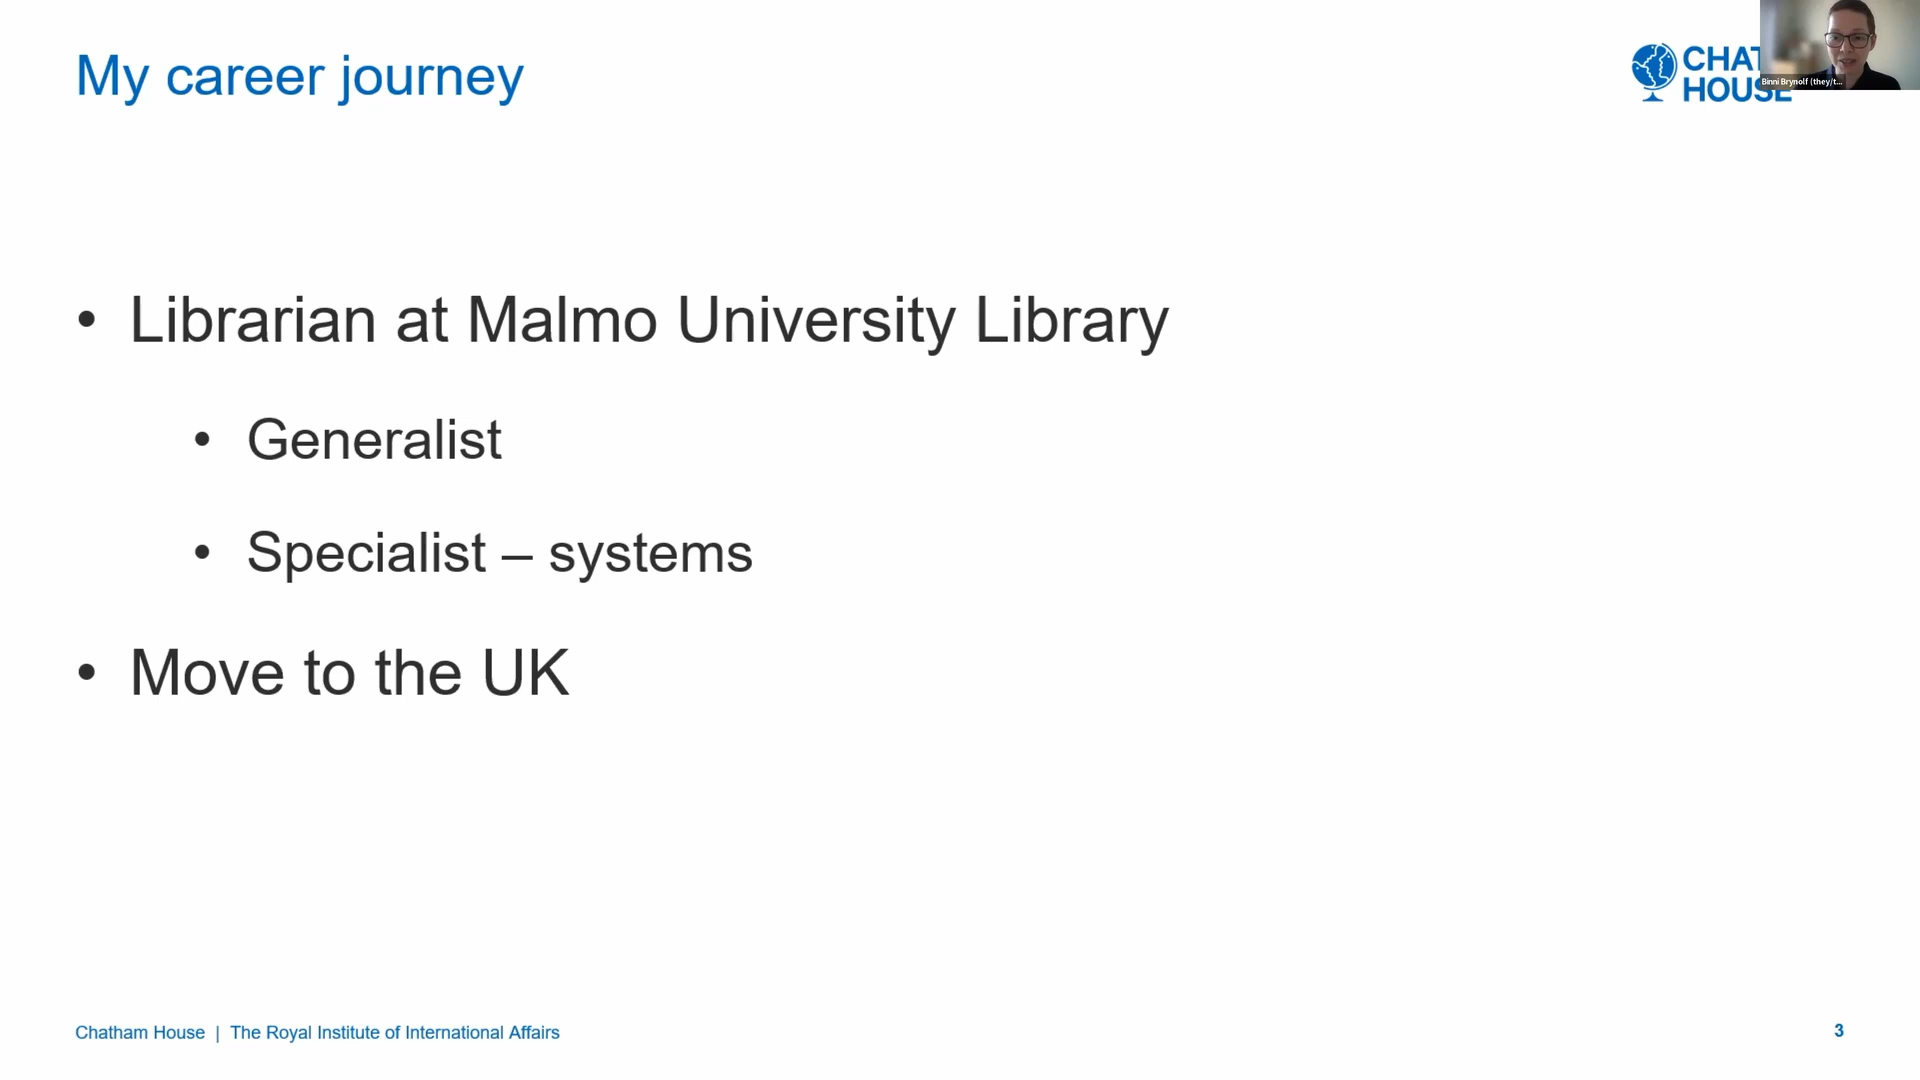 My career journey
CHAT
HOUSE
Binni Brynolf (they/t...
• Librarian at Malmo University Library
• Generalist
• Specialist – systems
• Move to the UK
Chatham House | The Royal Institute of International Affairs
3